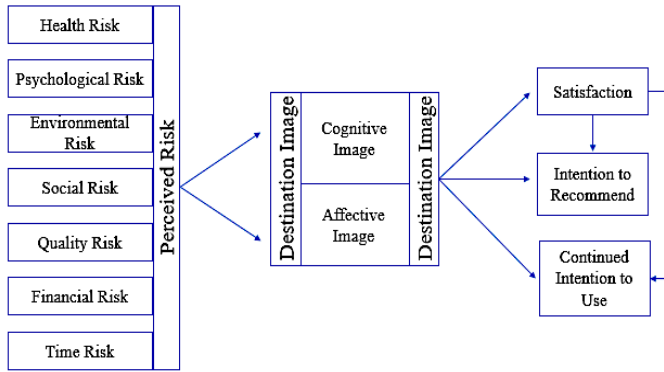 Health Risk
Psychological Risk
Environmental
Risk
Social Risk
Quality Risk
Financial Risk
Time Risk
Perceived Risk
Destination Image
Cognitive
Image
Affective
Image
Destination Image
Satisfaction
Intention to
Recommend
Continued
Intention to
Use